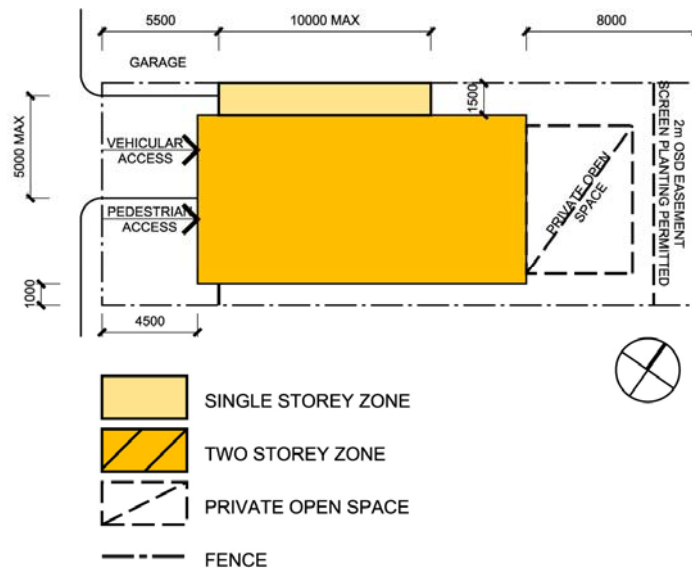 5500
10000 MAX
8000
GARAGE
1500
5000 MAX
VEHICULAR
ACCESS
PEDESTRIAN
ACCESS
PRIVATE OPEN
SPACE
2m OSD EASEMENT
SCREEN PLANTING PERMITTED
1000
4500
SINGLE STOREY ZONE
TWO STOREY ZONE
PRIVATE OPEN SPACE
FENCE